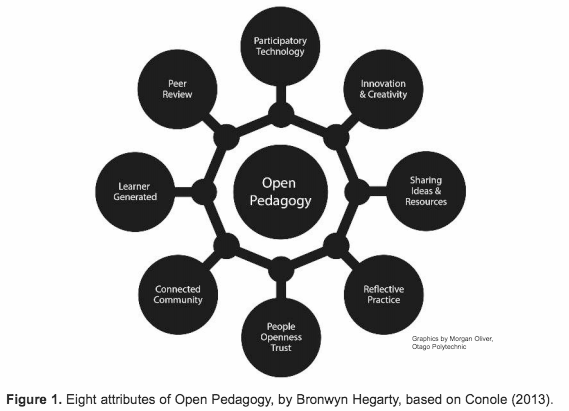 Participatory
Technology
Peer
Review
Innovation
& Creativity
Learner
Generated
Open
Pedagogy
Sharing
Ideas &
Resources
Connected
Community
Reflective
Practice
People
Openness
Trust
Graphics by Morgan Oliver,
Otago Polytechnic
Figure 1. Eight attributes of Open Pedagogy, by Bronwyn Hegarty, based on Conole (2013).